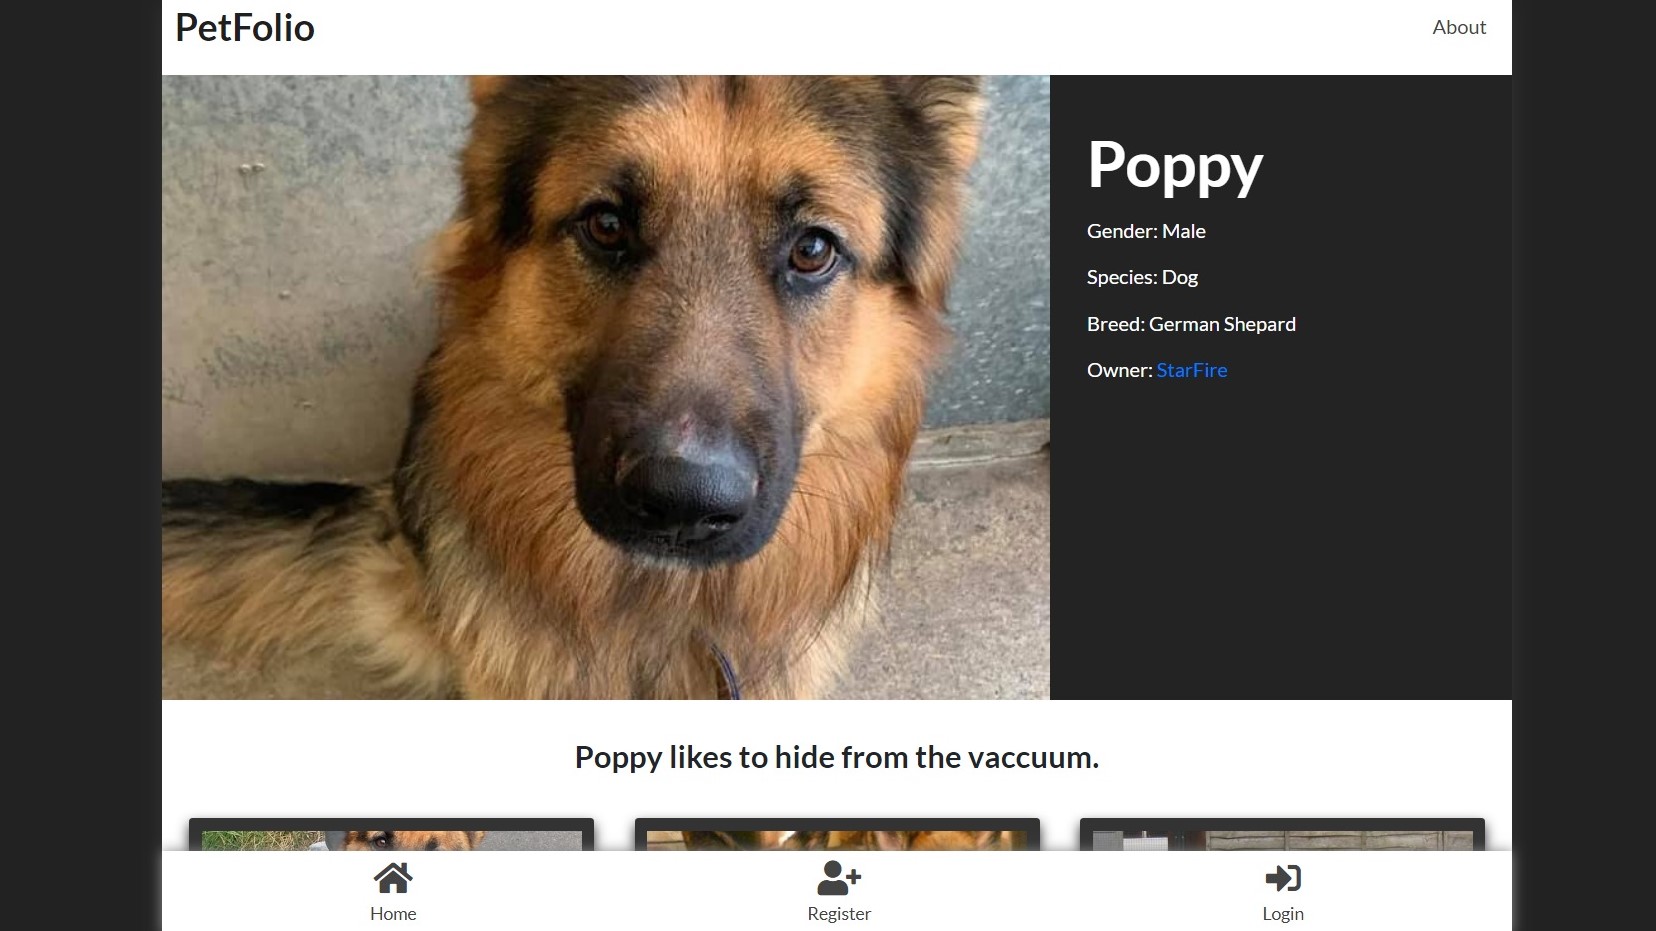 PetFolio
About
Poppy
Gender: Male
Species: Dog
Breed: German Shepard
Owner: StarFire
Poppy likes to hide from the vaccuum.
Home
Register
Login